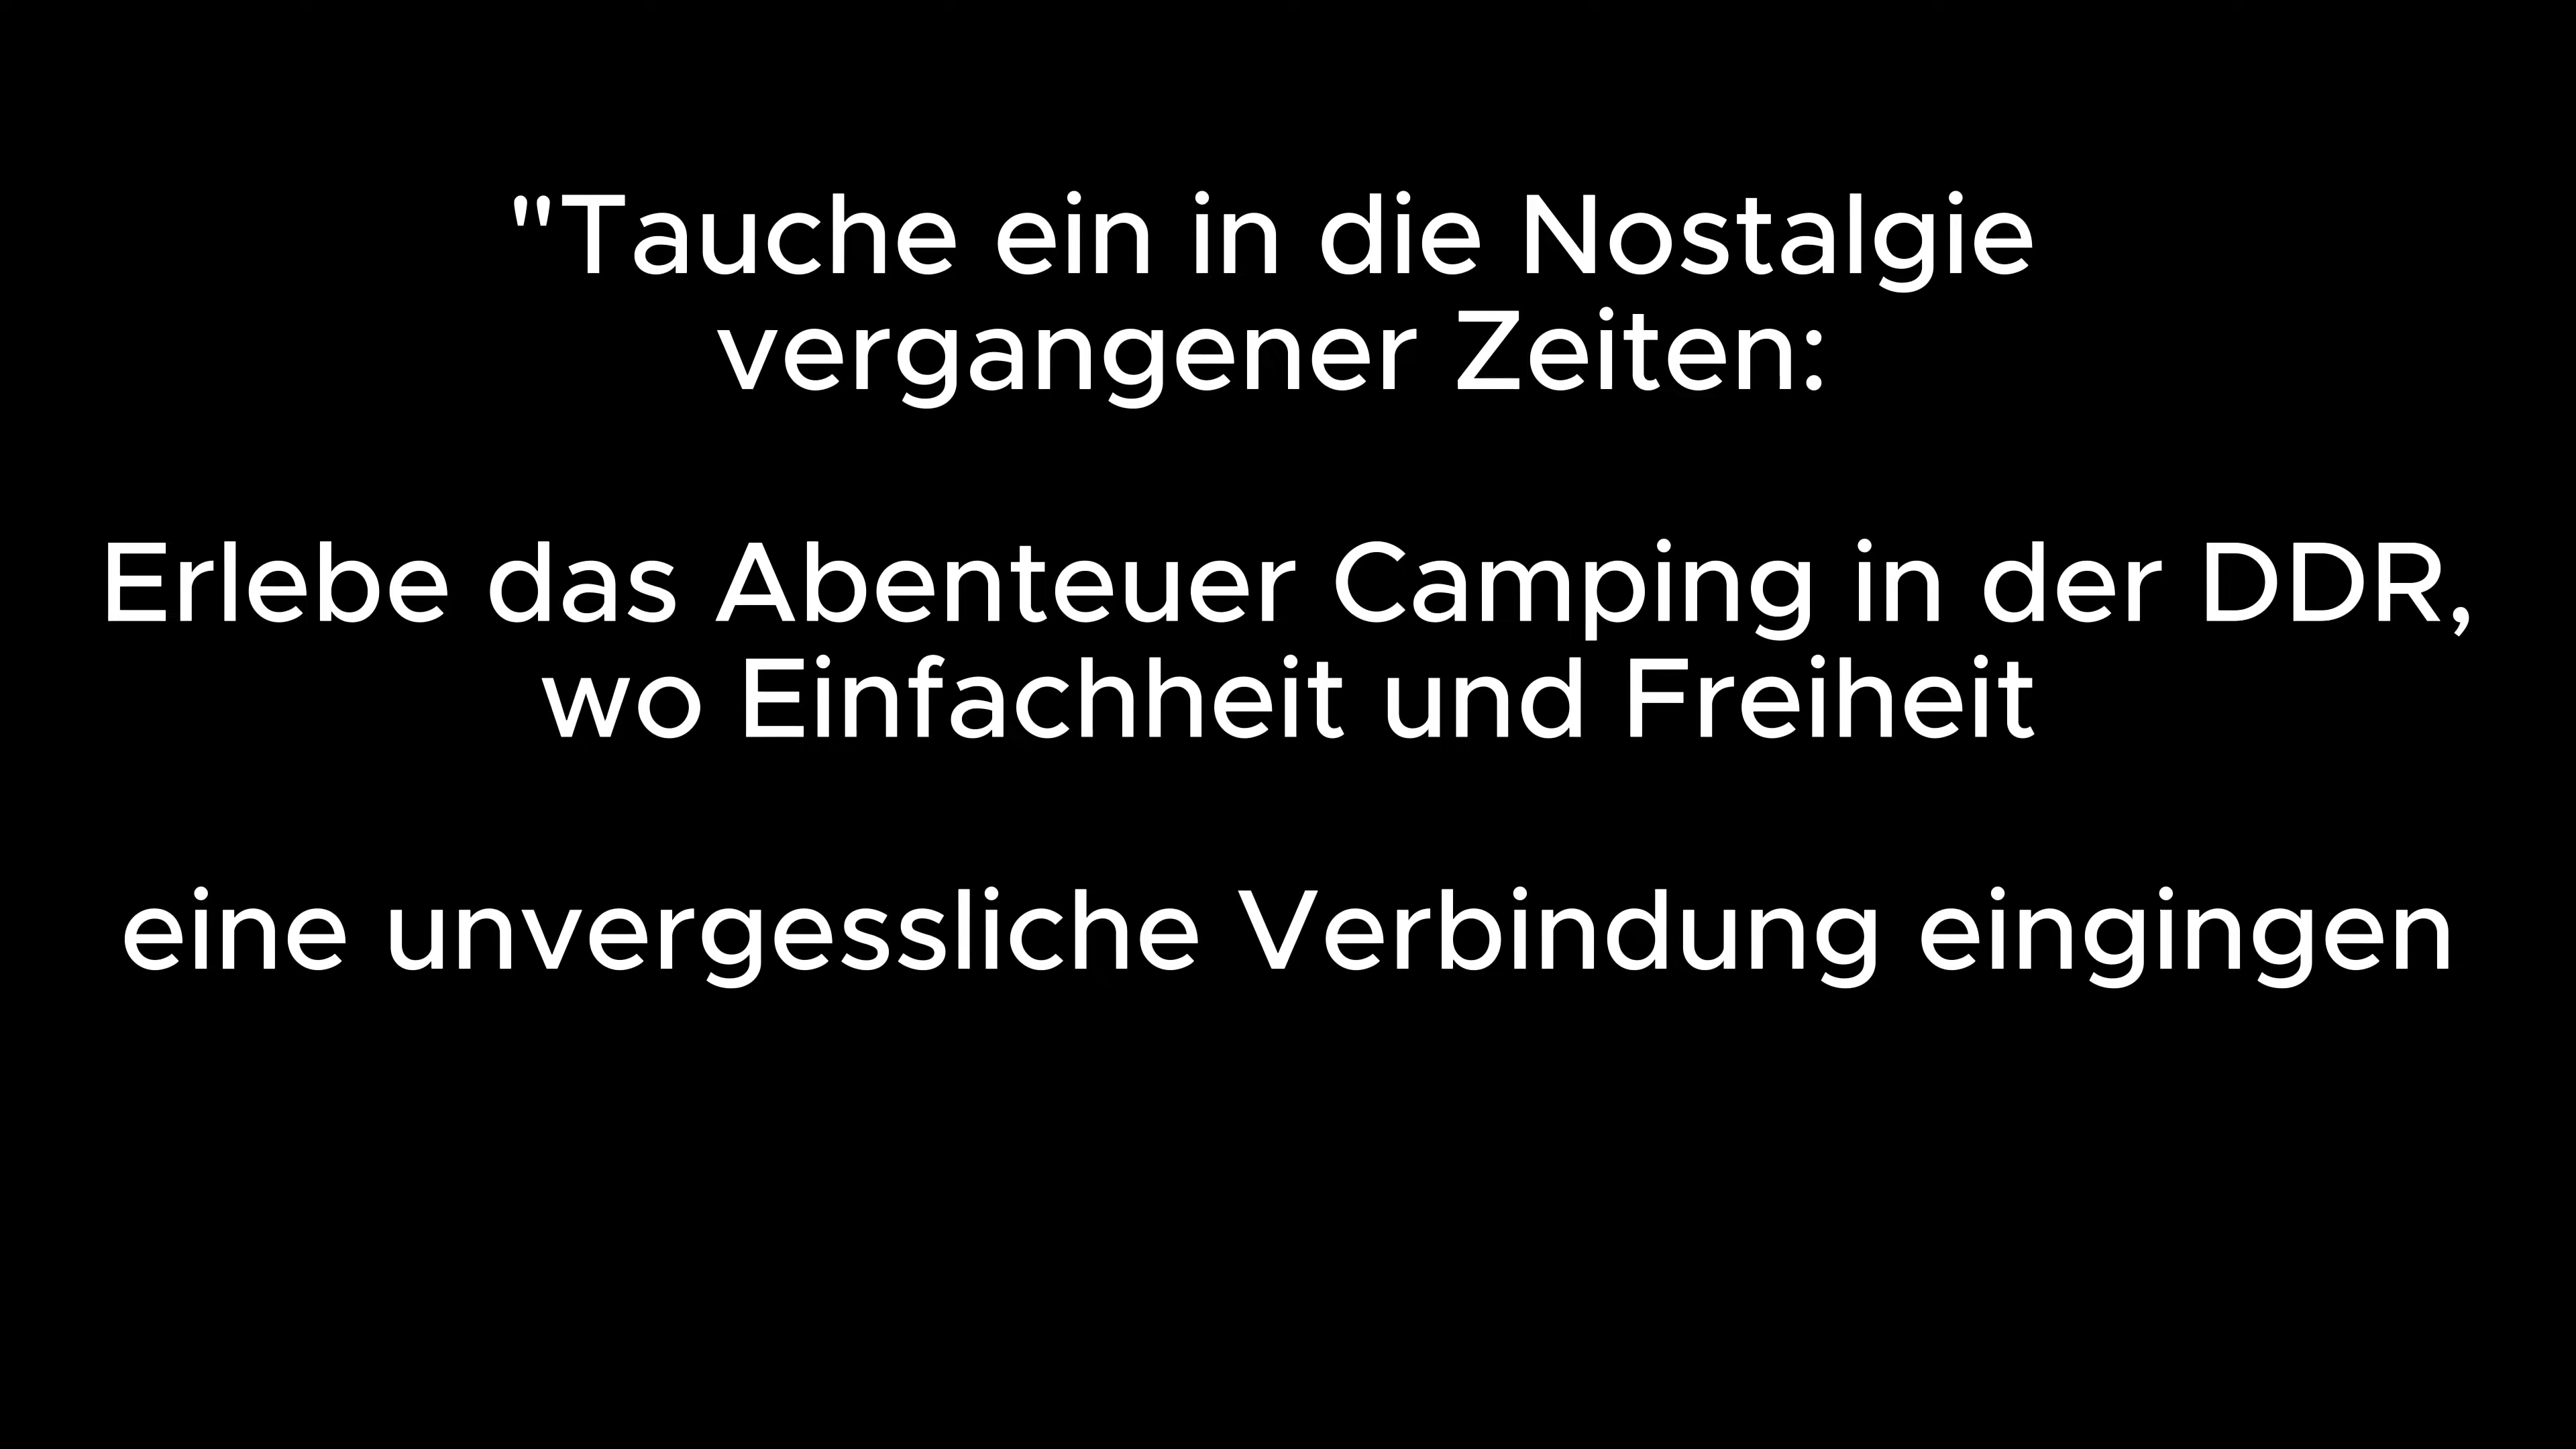 "Tauche ein in die Nostalgie
vergangener Zeiten:
Erlebe das Abenteuer Camping in der DDR,
wo Einfachheit und Freiheit
eine unvergessliche Verbindung eingingen